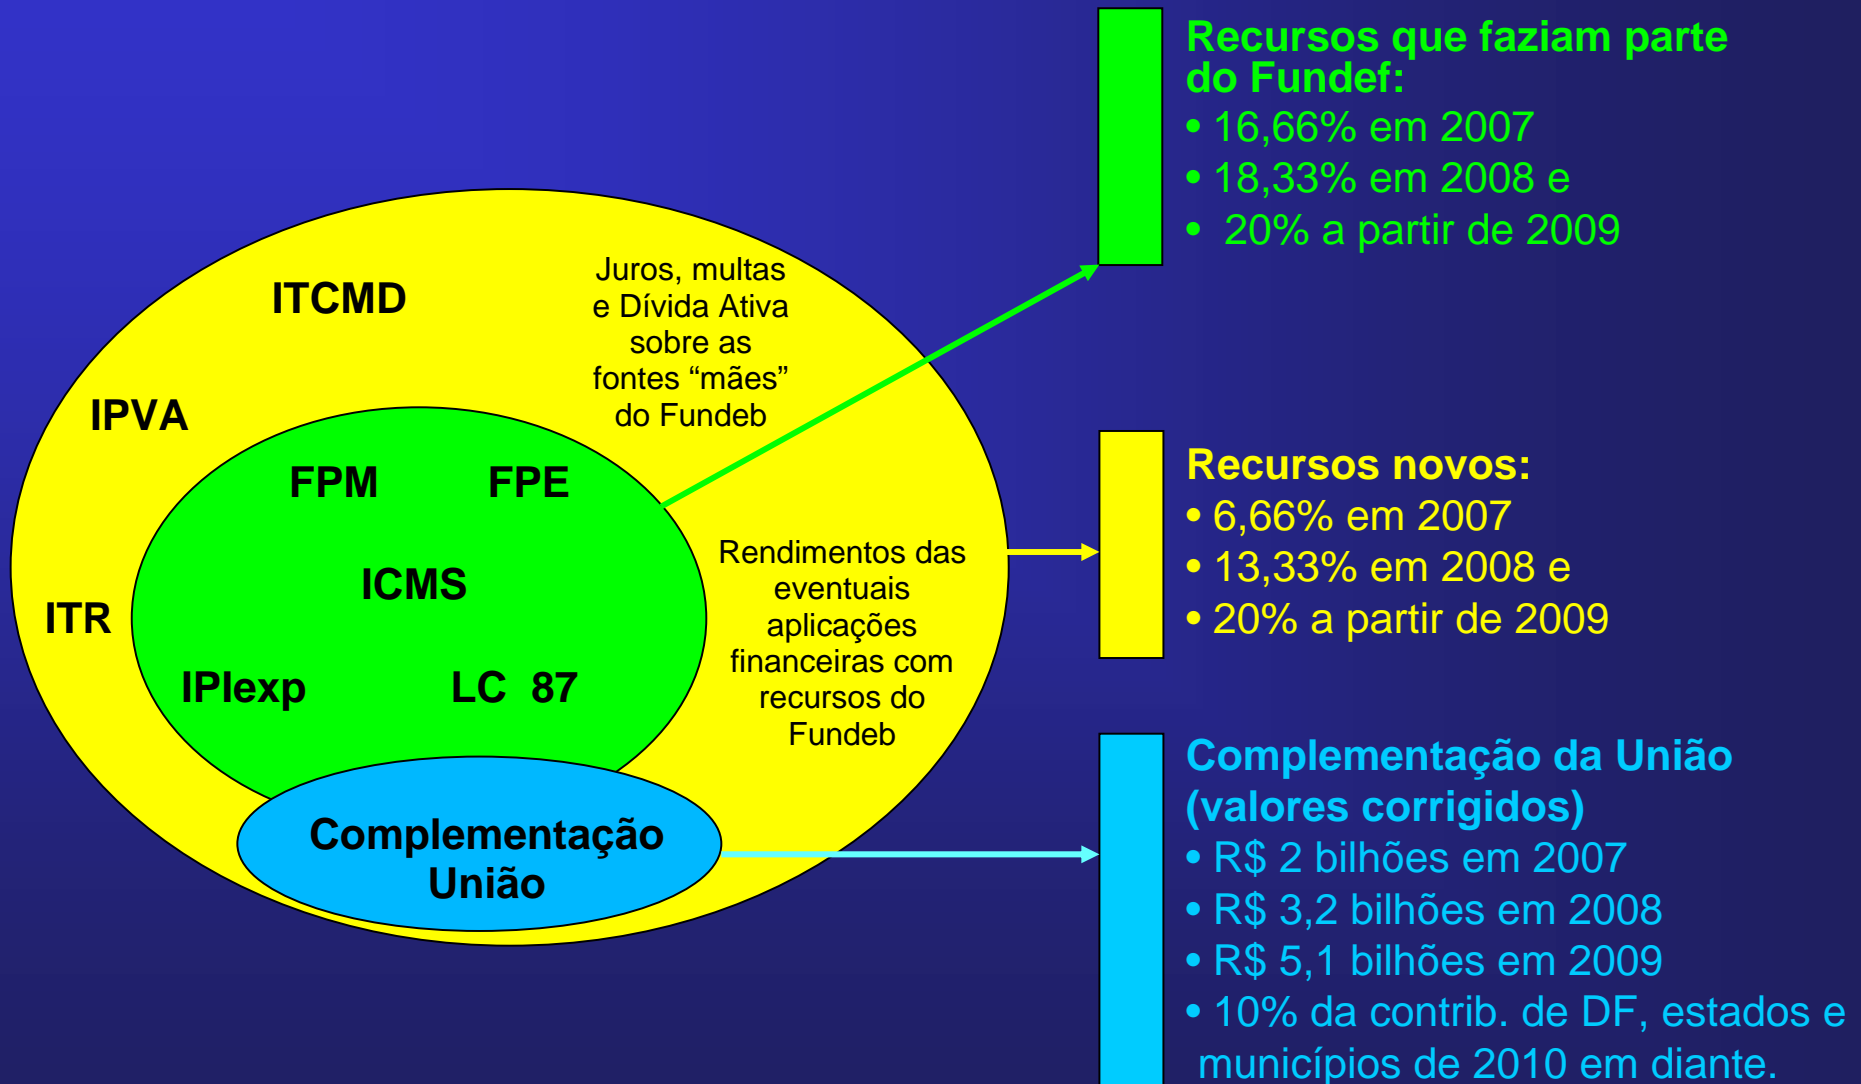 ITCMD
Juros, multas
e Dívida Ativa
sobre as
fontes “mães”
do Fundeb
IPVA
FPM FPE
ICMS
ITR
IPIexp LC 87
Rendimentos das
eventuais
aplicações
financeiras com
recursos do
Fundeb
Complementação
União
Recursos que faziam parte
do Fundef:
• 16,66% em 2007
• 18,33% em 2008 e
• 20% a partir de 2009
Recursos novos:
• 6,66% em 2007
• 13,33% em 2008 e
• 20% a partir de 2009
Complementação da União
(valores corrigidos)
• R$ 2 bilhões em 2007
• R$ 3,2 bilhões em 2008
• R$ 5,1 bilhões em 2009
• 10% da contrib. de DF, estados e
municípios de 2010 em diante.